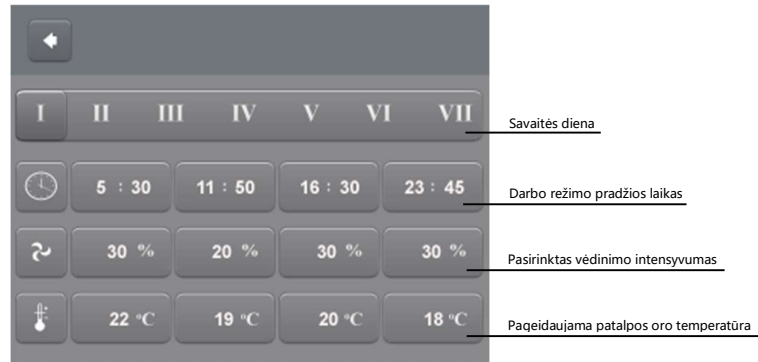 I II III IV V VI VII
Savaitės diena
5 : 30 11 : 50 16 : 30 23 : 45
Darbo režimo pradžios laikas
30 % 20 % 30 % 30 %
Pasirinktas vėdinimo intensyvumas
22 °C 19 °C 20 °C 18 °C
Pageidaujama patalpos oro temperatūra